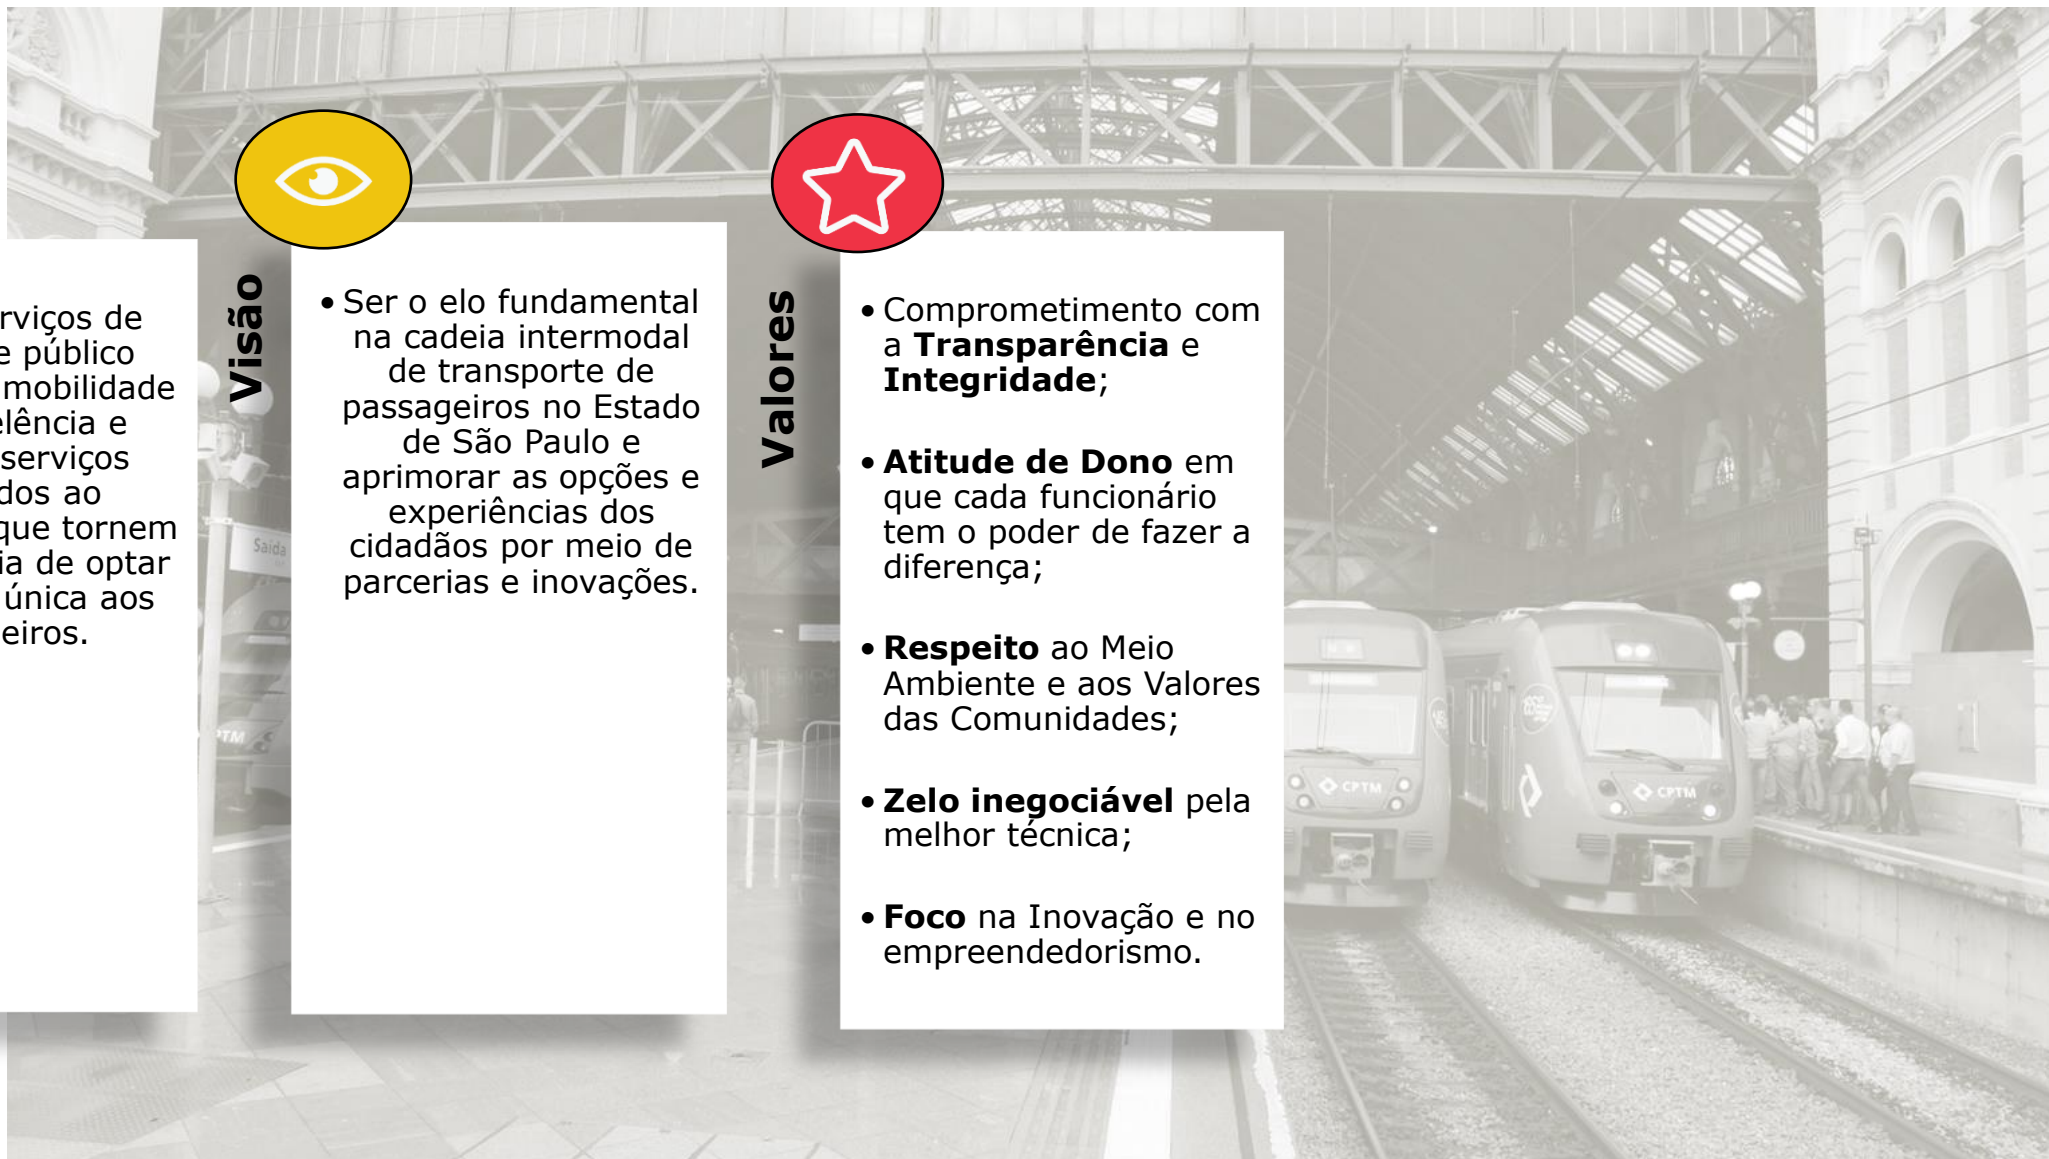 rviços de
e público
mobilidade
elência e
serviços
dos ao
que tornem
ia de optar
única aos
eiros.
Visão
• Ser o elo fundamental
na cadeia intermodal
de transporte de
passageiros no Estado
de São Paulo e
aprimorar as opções e
experiências dos
cidadãos por meio de
parcerias e inovações.
Valores
• Comprometimento com
a Transparência e
Integridade;
• Atitude de Dono em
que cada funcionário
tem o poder de fazer a
diferença;
• Respeito ao Meio
Ambiente e aos Valores
das Comunidades;
• Zelo inegociável pela
melhor técnica;
• Foco na Inovação e no
empreendedorismo.
Saída
CPTM
CPTM